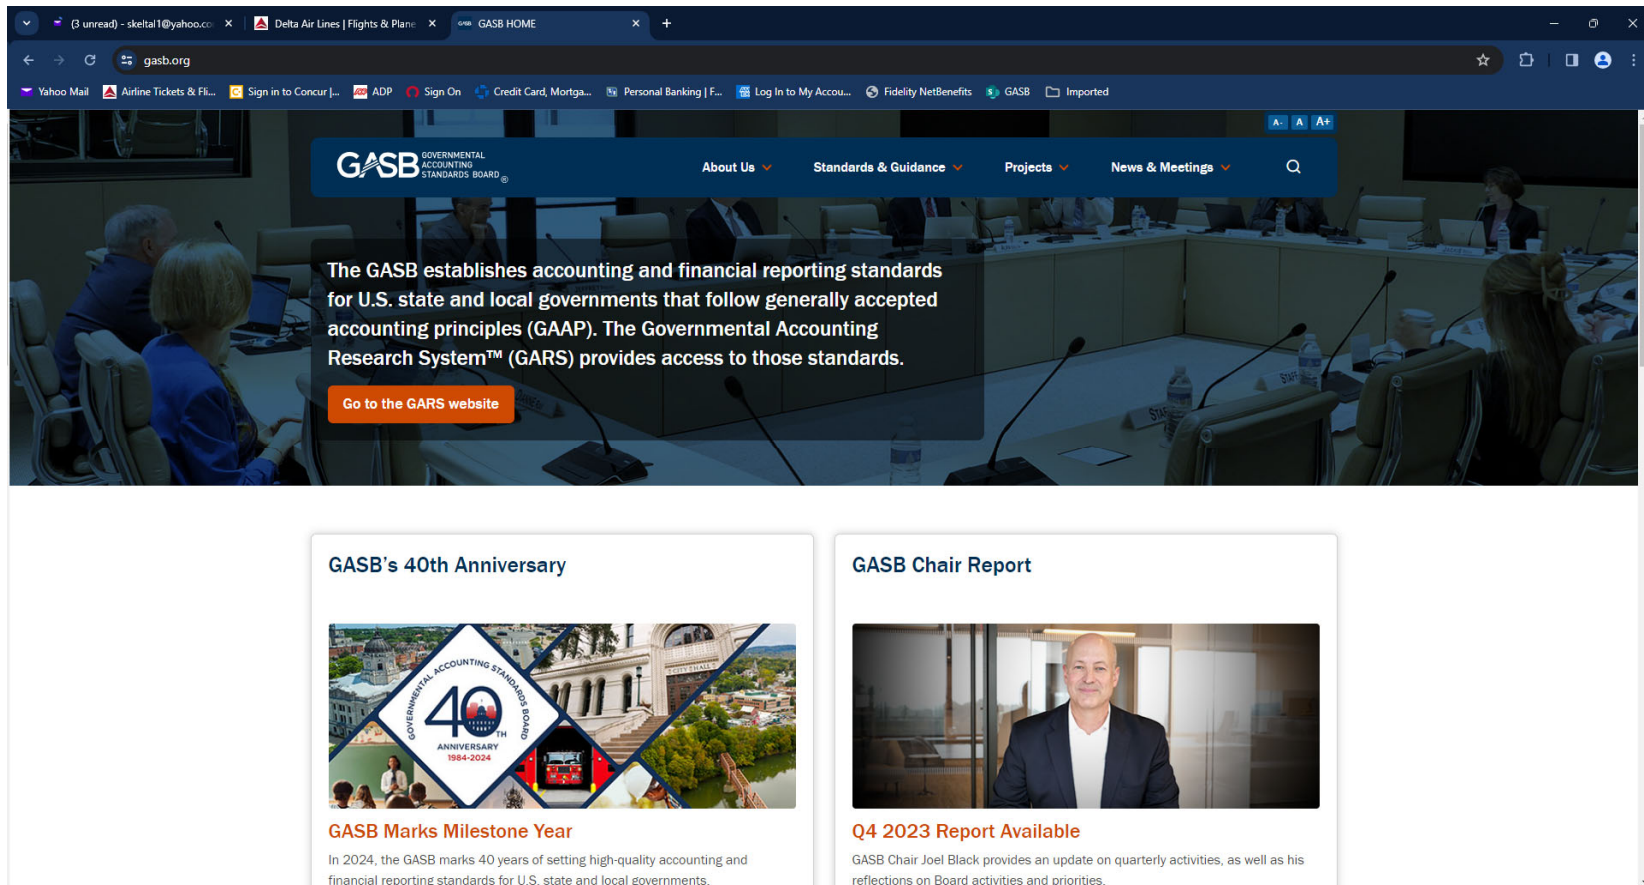 (3 unread) - skeltal1@yahoo.co
Delta Air Lines | Flights & Plane
GASB HOME
gasb.org
Yahoo Mail
Airline Tickets & Fli...
Sign in to Concur |...
ADP
Sign On
Credit Card, Mortga...
Personal Banking | F...
Log In to My Accou...
Fidelity NetBenefits
GASB
Imported
A-
A
A+
GASB GOVERNMENTAL
ACCOUNTING
STANDARDS BOARD ®
About Us
Standards & Guidance
Projects
News & Meetings
The GASB establishes accounting and financial reporting standards
for U.S. state and local governments that follow generally accepted
accounting principles (GAAP). The Governmental Accounting
Research System™ (GARS) provides access to those standards.
Go to the GARS website
GASB's 40th Anniversary
GOVERNMENTAL ACCOUNTING STANDARDS BOARD
40TH
ANNIVERSARY
1984-2024
CITY HALL
GASB Marks Milestone Year
In 2024, the GASB marks 40 years of setting high-quality accounting and
financial reporting standards for U.S. state and local governments.
GASB Chair Report
Q4 2023 Report Available
GASB Chair Joel Black provides an update on quarterly activities, as well as his
reflections on Board activities and priorities.